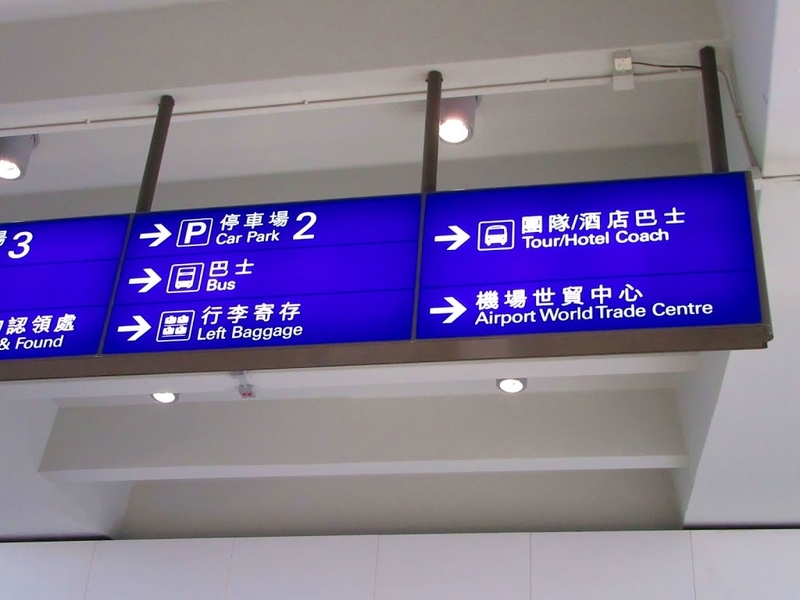 場 3
認領處
& Found
P 停車場 2
Car Park
巴士
Bus
行李寄存
Left Baggage
團隊/酒店巴士
Tour/Hotel Coach
機場世貿中心
Airport World Trade Centre